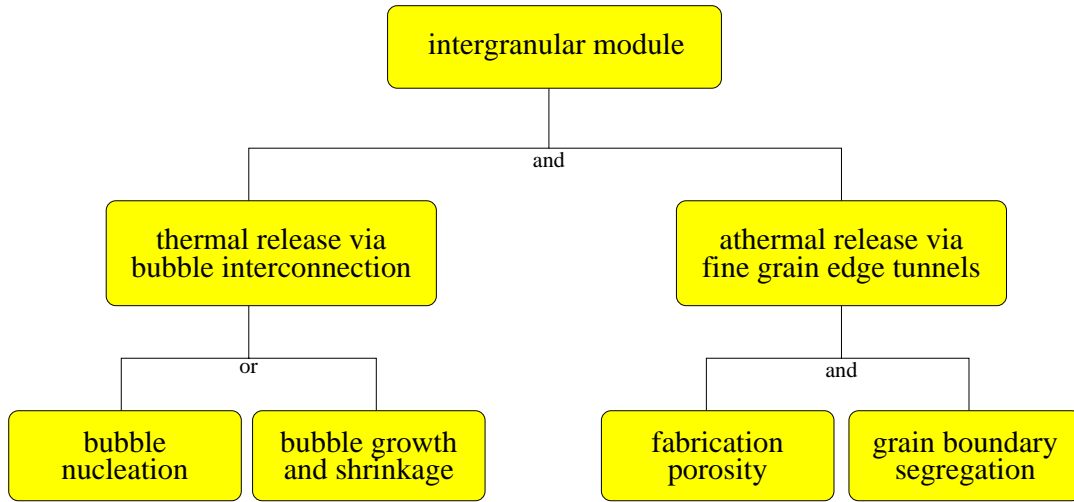 intergranular module
and
thermal release via
bubble interconnection
athermal release via
fine grain edge tunnels
or
and
bubble
nucleation
bubble growth
and shrinkage
fabrication
porosity
grain boundary
segregation